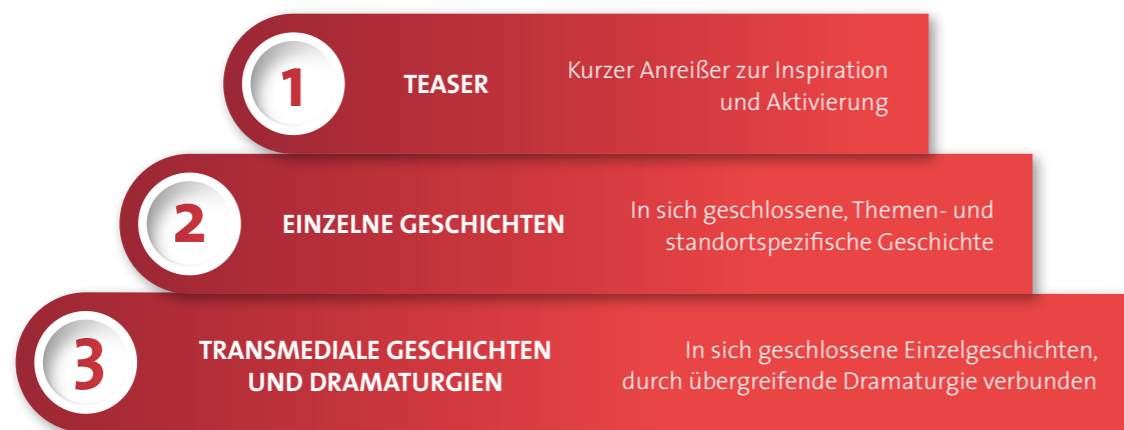 1
TEASER
Kurzer Anreißer zur Inspiration
und Aktivierung
2
EINZELNE GESCHICHTEN
In sich geschlossene, Themen- und
standortspezifische Geschichte
3
TRANSMEDIALE GESCHICHTEN
UND DRAMATURGIEN
In sich geschlossene Einzelgeschichten,
durch übergreifende Dramaturgie verbunden